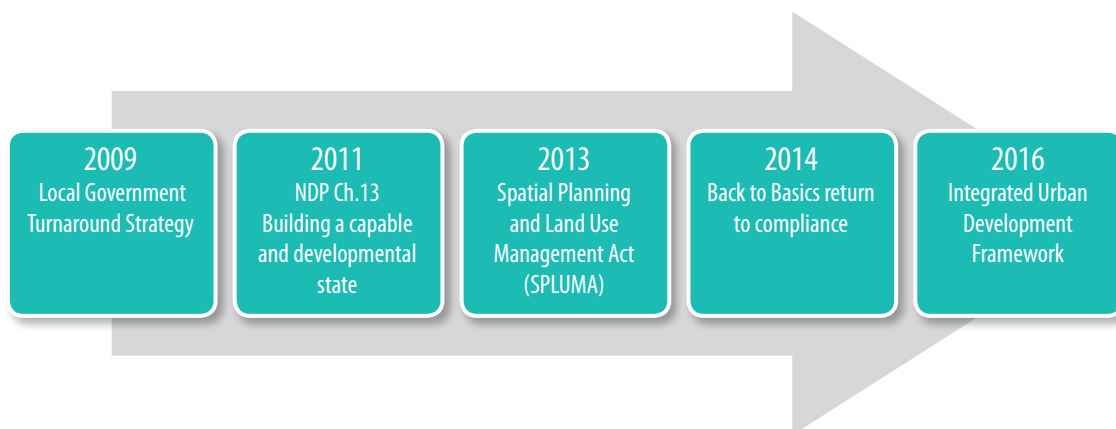 2009
Local Government
Turnaround Strategy
2011
NDP Ch.13
Building a capable
and developmental
state
2013
Spatial Planning
and Land Use
Management Act
(SPLUMA)
2014
Back to Basics return
to compliance
2016
Integrated Urban
Development
Framework